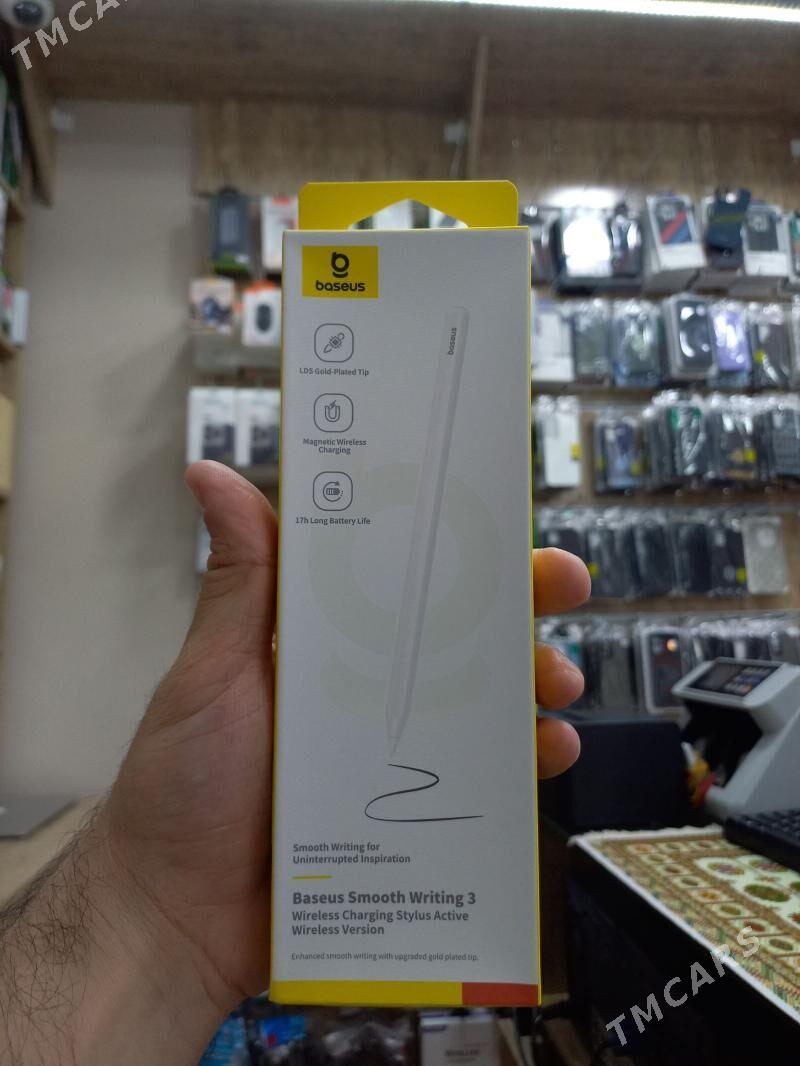 TMCARS
baseus
baseus
LDS Gold-Plated Tip
Magnetic Wireless
Charging
17h Long Battery Life
Smooth Writing for
Uninterrupted Inspiration
Baseus Smooth Writing 3
Wireless Charging Stylus Active
Wireless Version
Enhanced smooth writing with upgraded gold plated tip.
TMCARS